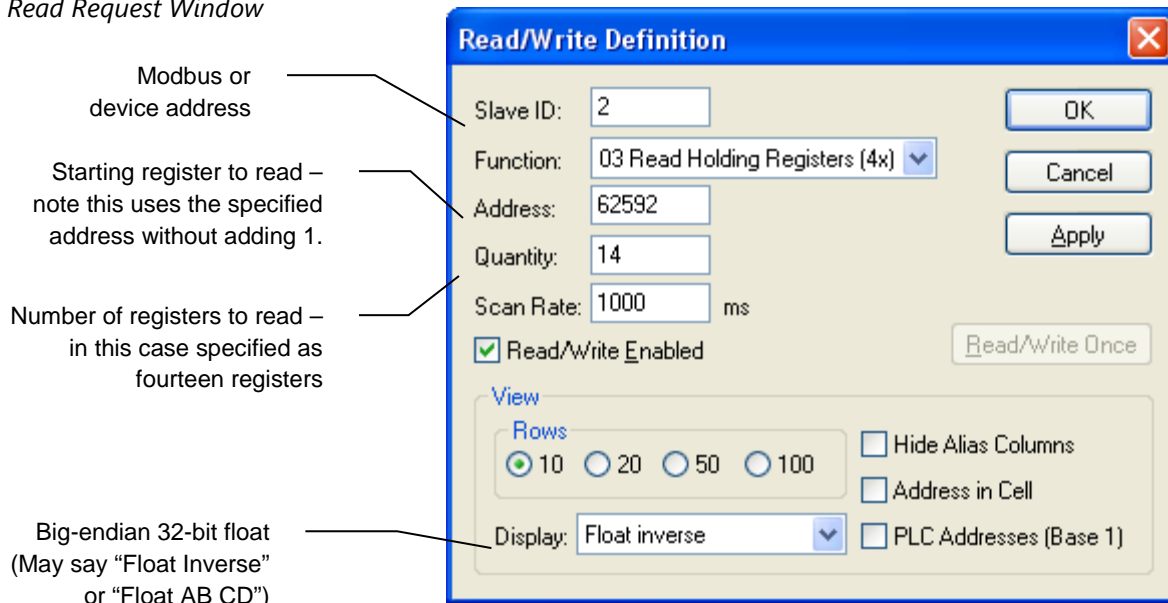 Read Request Window
Modbus or
device address
Starting register to read –
note this uses the specified
address without adding 1.
Number of registers to read –
in this case specified as
fourteen registers
Big-endian 32-bit float
(May say “Float Inverse”
or “Float AB CD”)
Read/Write Definition
Slave ID: 2
OK
Function: 03 Read Holding Registers (4x)
Cancel
Address: 62592
Apply
Quantity: 14
Scan Rate: 1000 ms
Read/Write Enabled
Read/Write Once
View
Rows
10 20 50 100
Hide Alias Columns
Address in Cell
Display: Float inverse
PLC Addresses (Base 1)